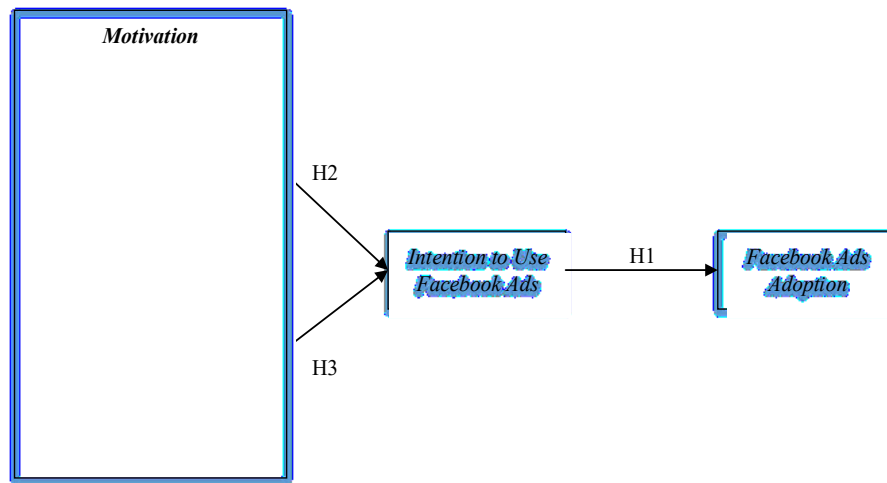 Motivation
H2
Intention to Use
Facebook Ads
H1
Facebook Ads
Adoption
H3